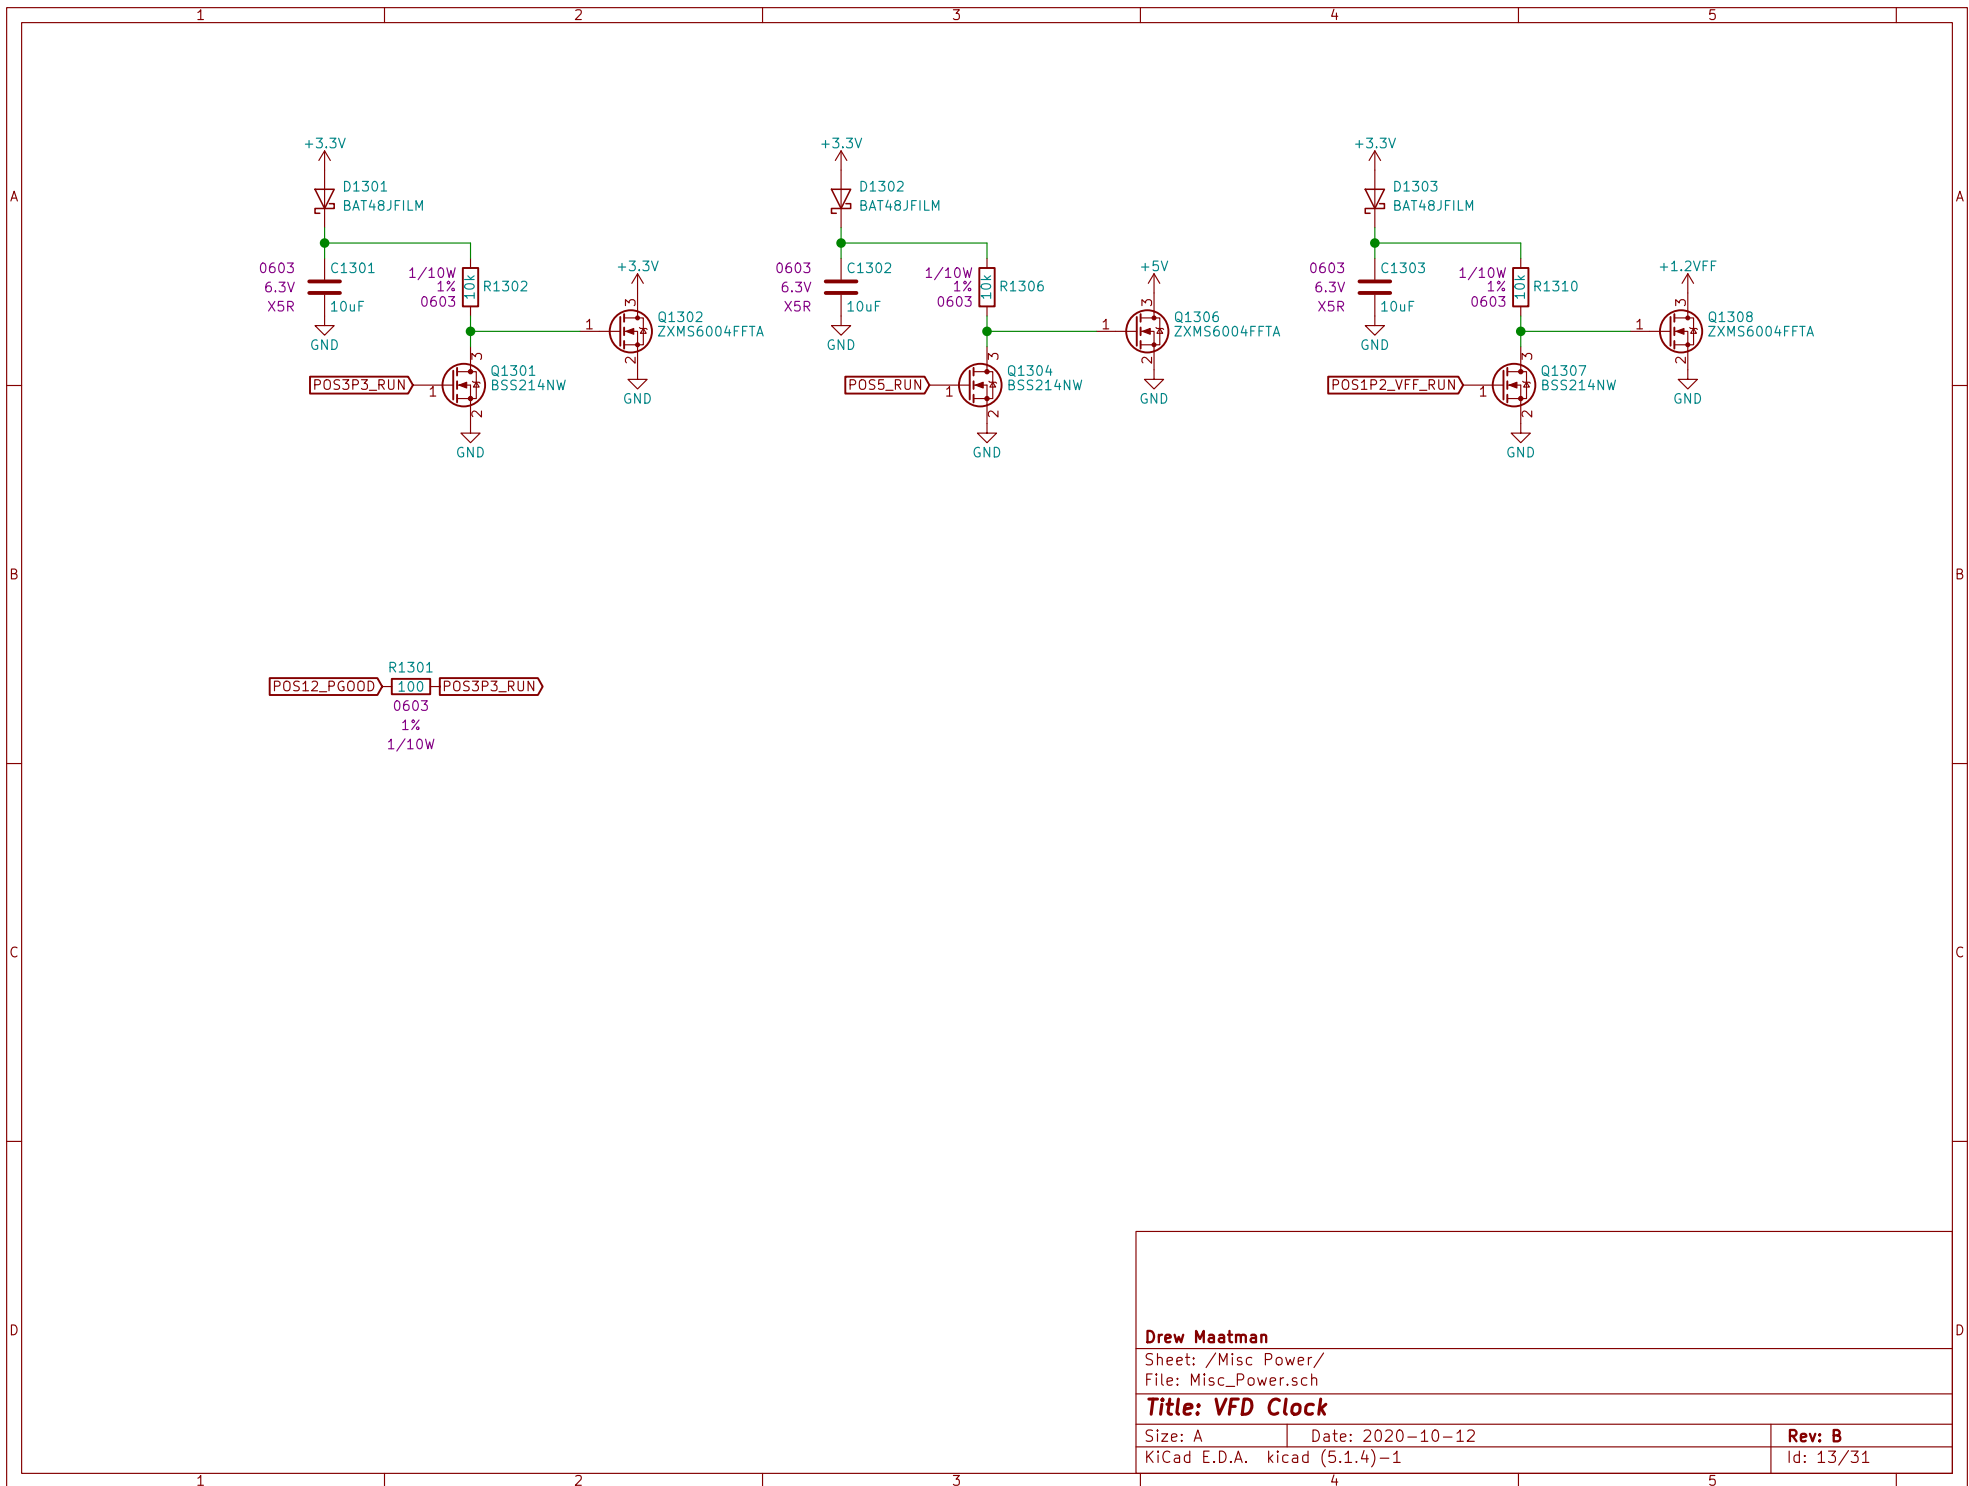 1 2 3 4 5
A A
B B
C C
D D
+3.3V
D1301
BAT48JFILM
0603
6.3V
X5R
C1301
10uF
GND
1/10W
1%
0603
10k
R1302
+3.3V
3
1
2
Q1302
ZXMS6004FFTA
GND
POS3P3_RUN
3
1
2
Q1301
BSS214NW
GND
+3.3V
D1302
BAT48JFILM
0603
6.3V
X5R
C1302
10uF
GND
1/10W
1%
0603
10k
R1306
+5V
3
1
2
Q1306
ZXMS6004FFTA
GND
POS5_RUN
3
1
2
Q1304
BSS214NW
GND
+3.3V
D1303
BAT48JFILM
0603
6.3V
X5R
C1303
10uF
GND
1/10W
1%
0603
10k
R1310
+1.2VFF
3
1
2
Q1308
ZXMS6004FFTA
GND
POS1P2_VFF_RUN
3
1
2
Q1307
BSS214NW
GND
R1301
POS12_PGOOD 100 POS3P3_RUN
0603
1%
1/10W
Drew Maatman
Sheet: /Misc Power/
File: Misc_Power.sch
Title: VFD Clock
Size: A Date: 2020-10-12 Rev: B
KiCad E.D.A. kicad (5.1.4)-1 Id: 13/31
1 2 3 4 5